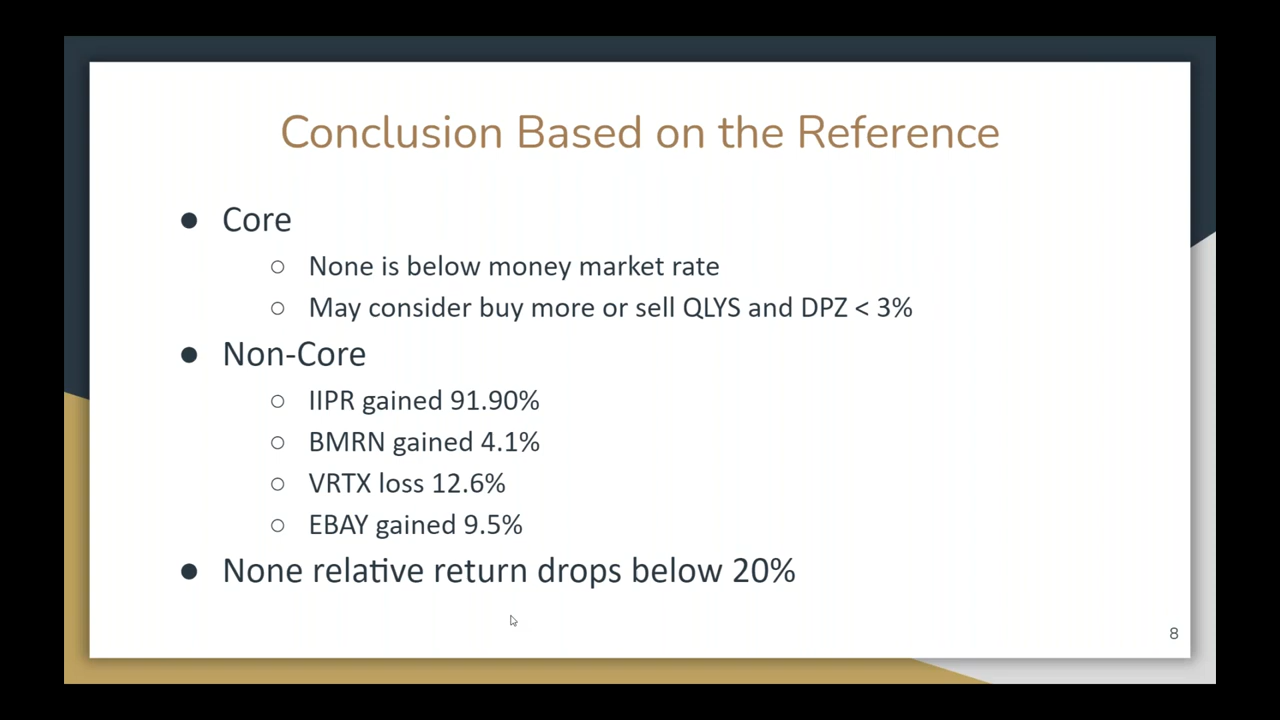 Conclusion Based on the Reference
● Core
○ None is below money market rate
○ May consider buy more or sell QLYS and DPZ < 3%
● Non-Core
○ IIPR gained 91.90%
○ BMRN gained 4.1%
○ VRTX loss 12.6%
○ EBAY gained 9.5%
● None relative return drops below 20%
8